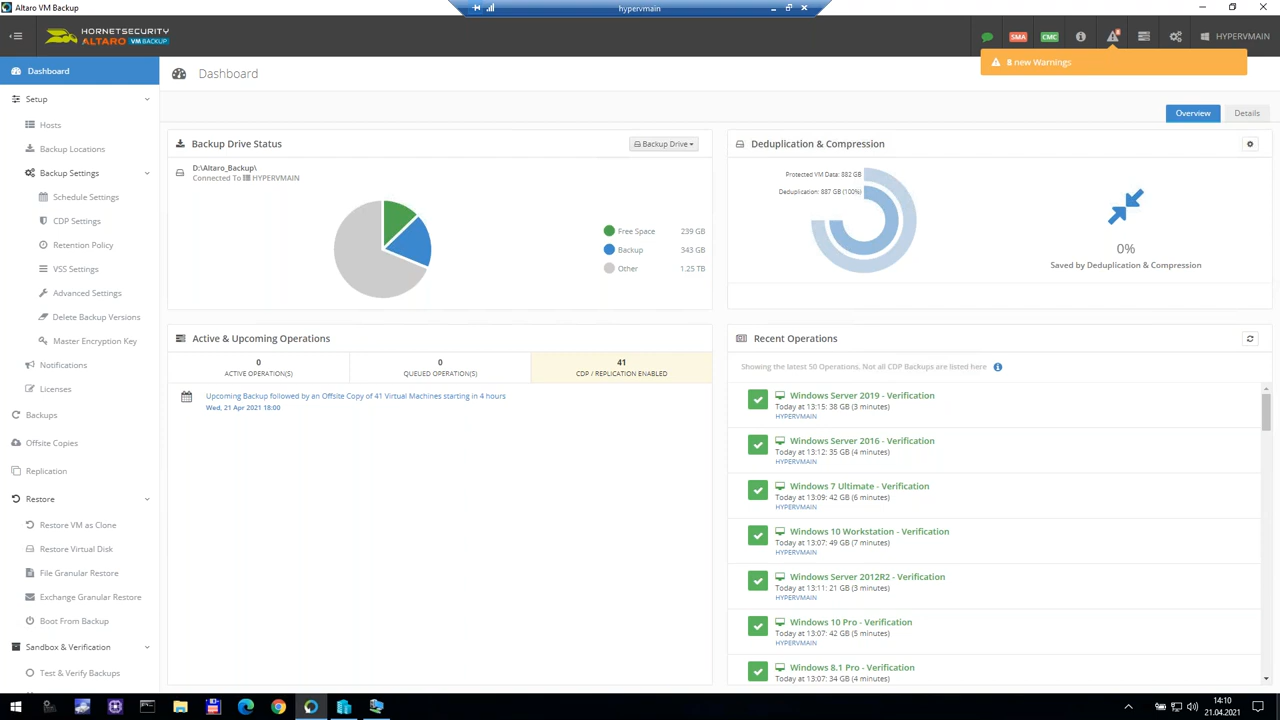 Altaro VM Backup
hypervmain
HORNETSECURITY
ALTARO VM BACKUP
SMA
CMC
8
HYPERVMAIN
8 new Warnings
Dashboard
Setup
Hosts
Backup Locations
Backup Settings
Schedule Settings
CDP Settings
Retention Policy
VSS Settings
Advanced Settings
Delete Backup Versions
Master Encryption Key
Notifications
Licenses
Backups
Offsite Copies
Replication
Restore
Restore VM as Clone
Restore Virtual Disk
File Granular Restore
Exchange Granular Restore
Boot From Backup
Sandbox & Verification
Test & Verify Backups
Dashboard
Overview
Details
Backup Drive Status
Backup Drive
D:\Altaro_Backup\
Connected To HYPERVMAIN
Free Space 239 GB
Backup 343 GB
Other 1.25 TB
Deduplication & Compression
Protected VM Data: 882 GB
Deduplication: 887 GB (100%)
0%
Saved by Deduplication & Compression
Active & Upcoming Operations
0
ACTIVE OPERATION(S)
0
QUEUED OPERATION(S)
41
CDP / REPLICATION ENABLED
Upcoming Backup followed by an Offsite Copy of 41 Virtual Machines starting in 4 hours
Wed, 21 Apr 2021 18:00
Recent Operations
Showing the latest 50 Operations, Not all CDP Backups are listed here
Windows Server 2019 - Verification
Today at 13:15: 38 GB (3 minutes)
HYPERVMAIN
Windows Server 2016 - Verification
Today at 13:12: 35 GB (4 minutes)
HYPERVMAIN
Windows 7 Ultimate - Verification
Today at 13:09: 42 GB (6 minutes)
HYPERVMAIN
Windows 10 Workstation - Verification
Today at 13:07: 49 GB (7 minutes)
HYPERVMAIN
Windows Server 2012R2 - Verification
Today at 13:11: 21 GB (3 minutes)
HYPERVMAIN
Windows 10 Pro - Verification
Today at 13:07: 42 GB (5 minutes)
HYPERVMAIN
Windows 8.1 Pro - Verification
Today at 13:07: 34 GB (4 minutes)
14:10
21.04.2021